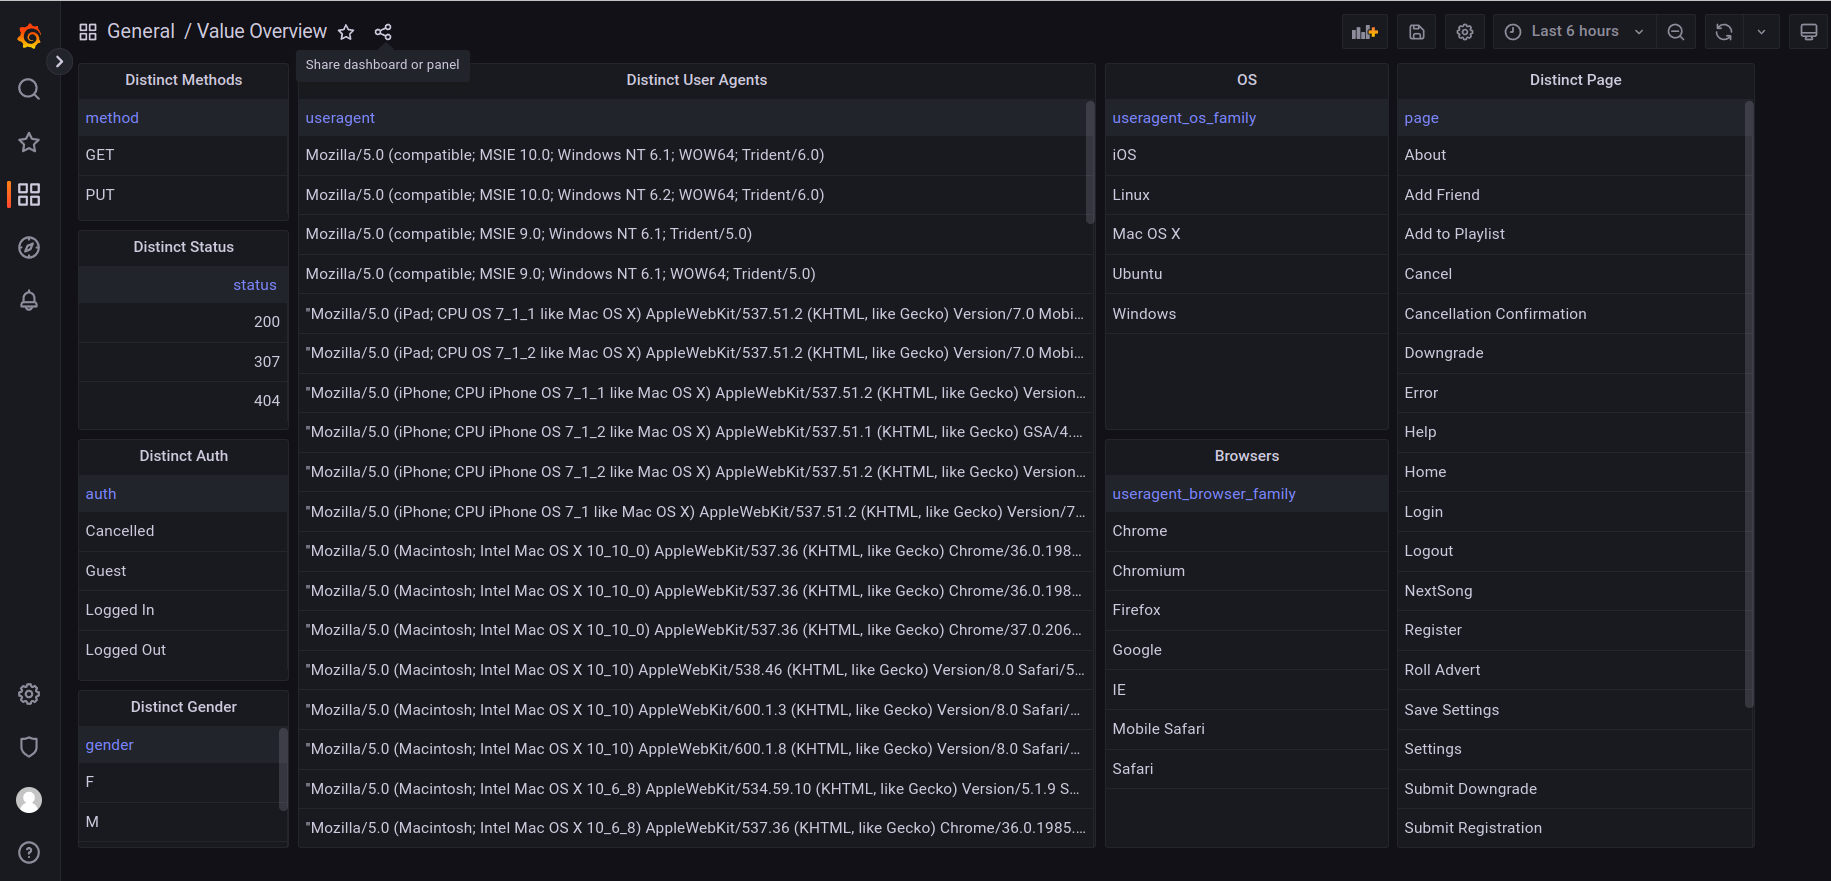 General / Value Overview
Last 6 hours
Share dashboard or panel
Distinct Methods
method
GET
PUT
Distinct Status
status
200
307
404
Distinct Auth
auth
Cancelled
Guest
Logged In
Logged Out
Distinct Gender
gender
F
M
Distinct User Agents
useragent
Mozilla/5.0 (compatible; MSIE 10.0; Windows NT 6.1; WOW64; Trident/6.0)
Mozilla/5.0 (compatible; MSIE 10.0; Windows NT 6.2; WOW64; Trident/6.0)
Mozilla/5.0 (compatible; MSIE 9.0; Windows NT 6.1; Trident/5.0)
Mozilla/5.0 (compatible; MSIE 9.0; Windows NT 6.1; WOW64; Trident/5.0)
"Mozilla/5.0 (iPad; CPU OS 7_1_1 like Mac OS X) AppleWebKit/537.51.2 (KHTML, like Gecko) Version/7.0 Mobi...
"Mozilla/5.0 (iPad; CPU OS 7_1_2 like Mac OS X) AppleWebKit/537.51.2 (KHTML, like Gecko) Version/7.0 Mobi...
"Mozilla/5.0 (iPhone; CPU iPhone OS 7_1_1 like Mac OS X) AppleWebKit/537.51.2 (KHTML, like Gecko) Version...
"Mozilla/5.0 (iPhone; CPU iPhone OS 7_1_2 like Mac OS X) AppleWebKit/537.51.1 (KHTML, like Gecko) GSA/4....
"Mozilla/5.0 (iPhone; CPU iPhone OS 7_1_2 like Mac OS X) AppleWebKit/537.51.2 (KHTML, like Gecko) Version...
"Mozilla/5.0 (iPhone; CPU iPhone OS 7_1 like Mac OS X) AppleWebKit/537.51.2 (KHTML, like Gecko) Version/7...
"Mozilla/5.0 (Macintosh; Intel Mac OS X 10_10_0) AppleWebKit/537.36 (KHTML, like Gecko) Chrome/36.0.198...
"Mozilla/5.0 (Macintosh; Intel Mac OS X 10_10_0) AppleWebKit/537.36 (KHTML, like Gecko) Chrome/36.0.198...
"Mozilla/5.0 (Macintosh; Intel Mac OS X 10_10_0) AppleWebKit/537.36 (KHTML, like Gecko) Chrome/37.0.206...
"Mozilla/5.0 (Macintosh; Intel Mac OS X 10_10) AppleWebKit/538.46 (KHTML, like Gecko) Version/8.0 Safari/5...
"Mozilla/5.0 (Macintosh; Intel Mac OS X 10_10) AppleWebKit/600.1.3 (KHTML, like Gecko) Version/8.0 Safari/...
"Mozilla/5.0 (Macintosh; Intel Mac OS X 10_10) AppleWebKit/600.1.8 (KHTML, like Gecko) Version/8.0 Safari/...
"Mozilla/5.0 (Macintosh; Intel Mac OS X 10_6_8) AppleWebKit/534.59.10 (KHTML, like Gecko) Version/5.1.9 S...
"Mozilla/5.0 (Macintosh; Intel Mac OS X 10_6_8) AppleWebKit/537.36 (KHTML, like Gecko) Chrome/36.0.1985....
OS
useragent_os_family
iOS
Linux
Mac OS X
Ubuntu
Windows
Browsers
useragent_browser_family
Chrome
Chromium
Firefox
Google
IE
Mobile Safari
Safari
Distinct Page
page
About
Add Friend
Add to Playlist
Cancel
Cancellation Confirmation
Downgrade
Error
Help
Home
Login
Logout
NextSong
Register
Roll Advert
Save Settings
Settings
Submit Downgrade
Submit Registration